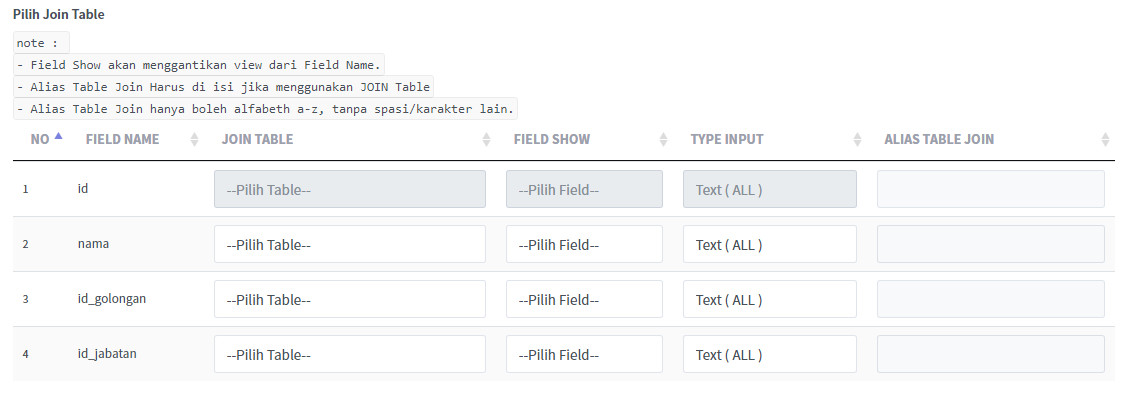 Pilih Join Table
note :
- Field Show akan menggantikan view dari Field Name.
- Alias Table Join Harus di isi jika menggunakan JOIN Table
- Alias Table Join hanya boleh alfabeth a-z, tanpa spasi/karakter lain.
NO FIELD NAME JOIN TABLE FIELD SHOW TYPE INPUT ALIAS TABLE JOIN
1 id --Pilih Table-- --Pilih Field-- Text ( ALL )
2 nama --Pilih Table-- --Pilih Field-- Text ( ALL )
3 id_golongan --Pilih Table-- --Pilih Field-- Text ( ALL )
4 id_jabatan --Pilih Table-- --Pilih Field-- Text ( ALL )